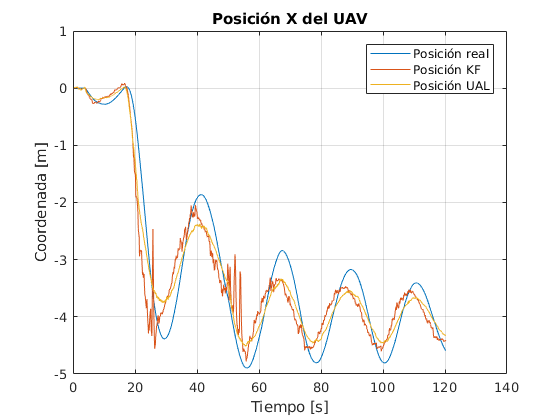 Posición X del UAV
Posición real
Posición KF
Posición UAL
Coordenada [m]
1
0
-1
-2
-3
-4
-5
0 20 40 60 80 100 120 140
Tiempo [s]